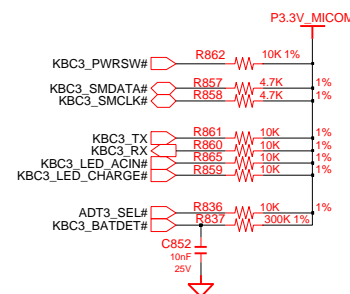 P3.3V_MICOM
KBC3_PWRSW# R862 10K 1%
KBC3_SMDATA# R857 4.7K 1%
KBC3_SMCLK# R858 4.7K 1%
KBC3_TX R861 10K 1%
KBC3_RX R860 10K 1%
KBC3_LED_ACIN# R865 10K 1%
KBC3_LED_CHARGE# R859 10K 1%
ADT3_SEL# R836 10K 1%
KBC3_BATDET# R837 300K 1%
C852
10nF
25V